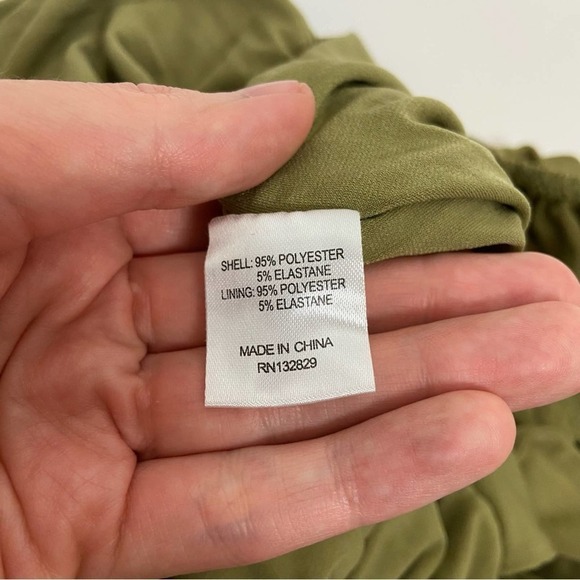 SHELL: 95% POLYESTER
5% ELASTANE
LINING: 95% POLYESTER
5% ELASTANE
MADE IN CHINA
RN132829